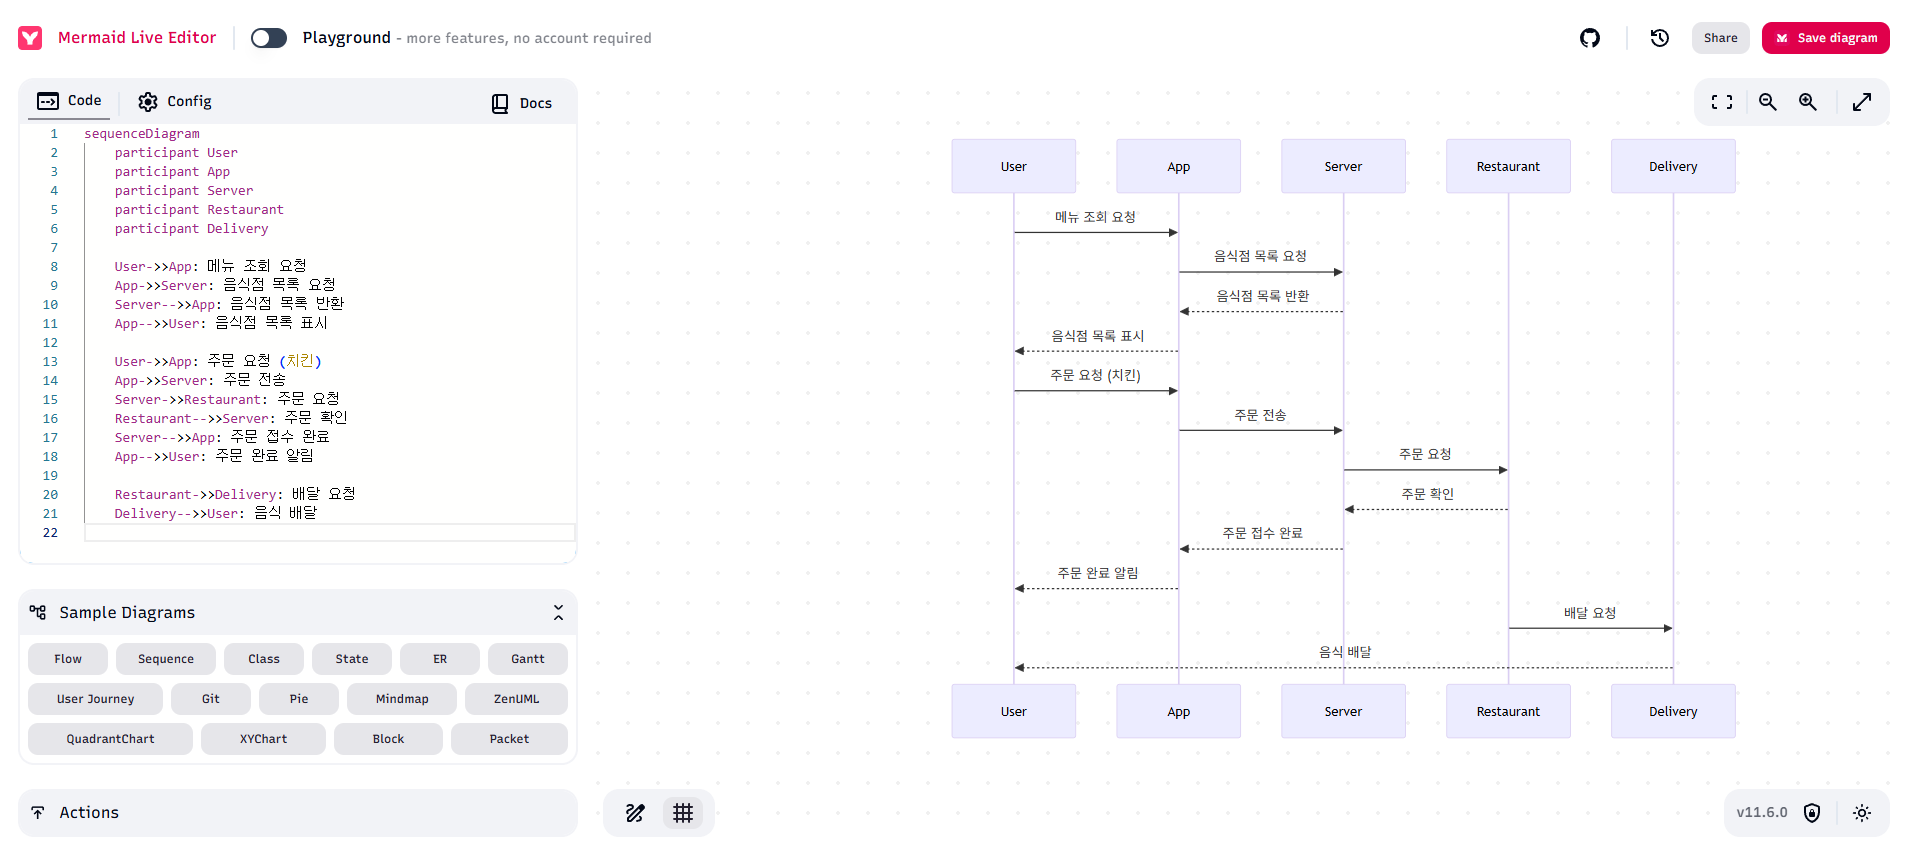 Mermaid Live Editor
Playground - more features, no account required
Share
Save diagram
Code
Config
Docs
1 sequenceDiagram
2 participant User
3 participant App
4 participant Server
5 participant Restaurant
6 participant Delivery
7
8 User->>App: 메뉴 조회 요청
9 App->>Server: 음식점 목록 요청
10 Server-->>App: 음식점 목록 반환
11 App-->>User: 음식점 목록 표시
12
13 User->>App: 주문 요청 (치킨)
14 App->>Server: 주문 전송
15 Server->>Restaurant: 주문 요청
16 Restaurant-->>Server: 주문 확인
17 Server-->>App: 주문 접수 완료
18 App-->>User: 주문 완료 알림
19
20 Restaurant->>Delivery: 배달 요청
21 Delivery-->>User: 음식 배달
22
Sample Diagrams
Flow Sequence Class State ER Gantt
User Journey Git Pie Mindmap ZenUML
QuadrantChart XYChart Block Packet
Actions
User App Server Restaurant Delivery
메뉴 조회 요청
음식점 목록 요청
음식점 목록 반환
음식점 목록 표시
주문 요청 (치킨)
주문 전송
주문 요청
주문 확인
주문 접수 완료
주문 완료 알림
배달 요청
음식 배달
User App Server Restaurant Delivery
v11.6.0